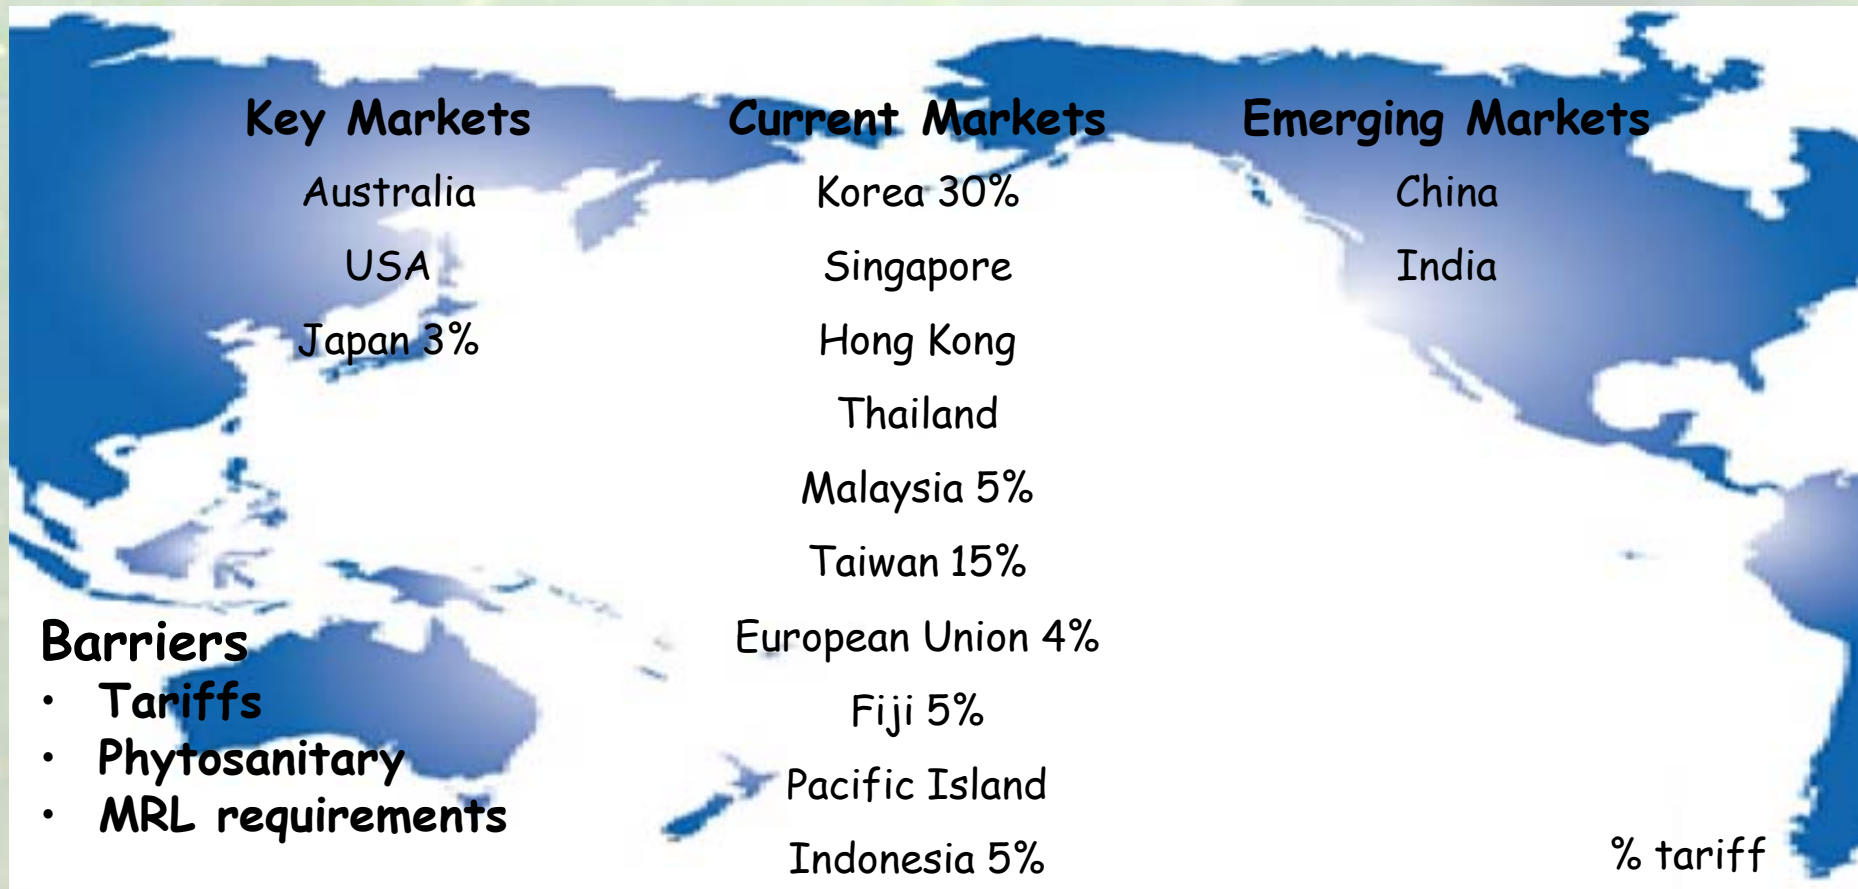 Key Markets
Australia
USA
Japan 3%
Current Markets
Korea 30%
Singapore
Hong Kong
Thailand
Malaysia 5%
Taiwan 15%
European Union 4%
Fiji 5%
Pacific Island
Indonesia 5%
Emerging Markets
China
India
Barriers
• Tariffs
• Phytosanitary
• MRL requirements
% tariff